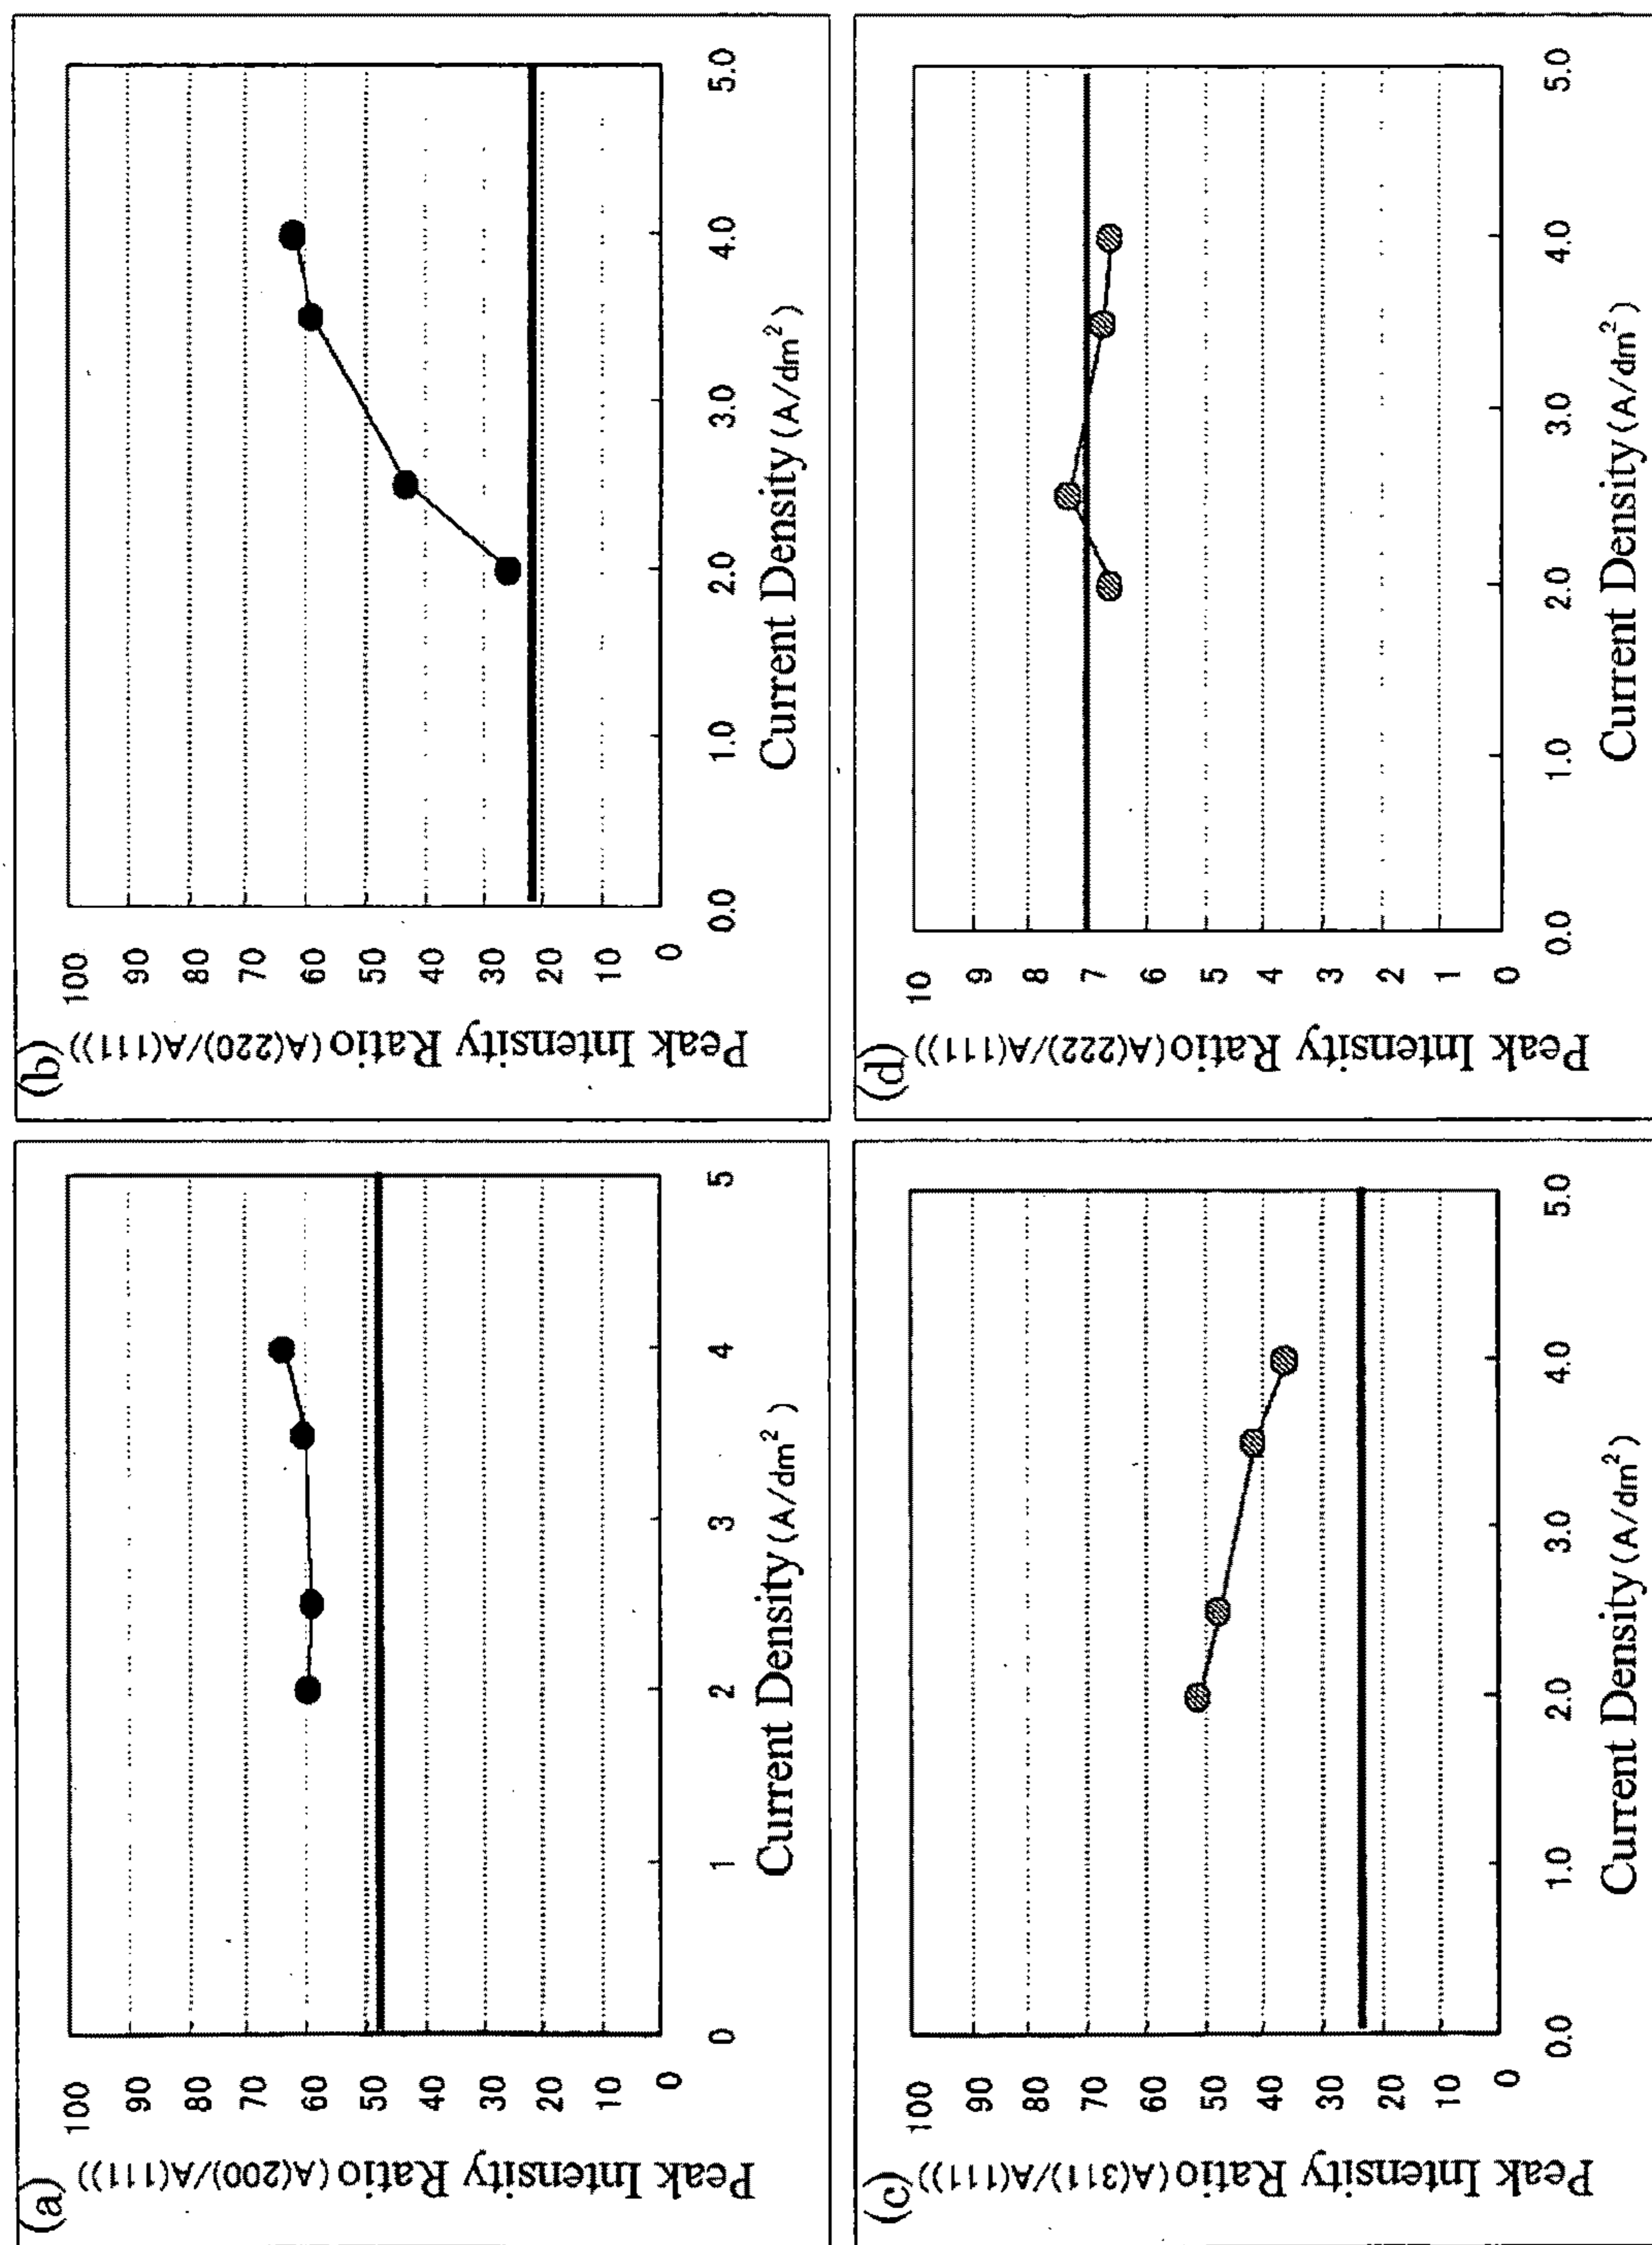 (a)
Peak Intensity Ratio (A(200)/A(111))
100
90
80
70
60
50
40
30
20
10
0
0 1 2 3 4 5
Current Density (A/dm²)
(b)
Peak Intensity Ratio (A(220)/A(111))
100
90
80
70
60
50
40
30
20
10
0
0.0 1.0 2.0 3.0 4.0 5.0
Current Density (A/dm²)
(c)
Peak Intensity Ratio (A(311)/A(111))
100
90
80
70
60
50
40
30
20
10
0
0.0 1.0 2.0 3.0 4.0 5.0
Current Density (A/dm²)
(d)
Peak Intensity Ratio (A(222)/A(111))
10
9
8
7
6
5
4
3
2
1
0
0.0 1.0 2.0 3.0 4.0 5.0
Current Density (A/dm²)